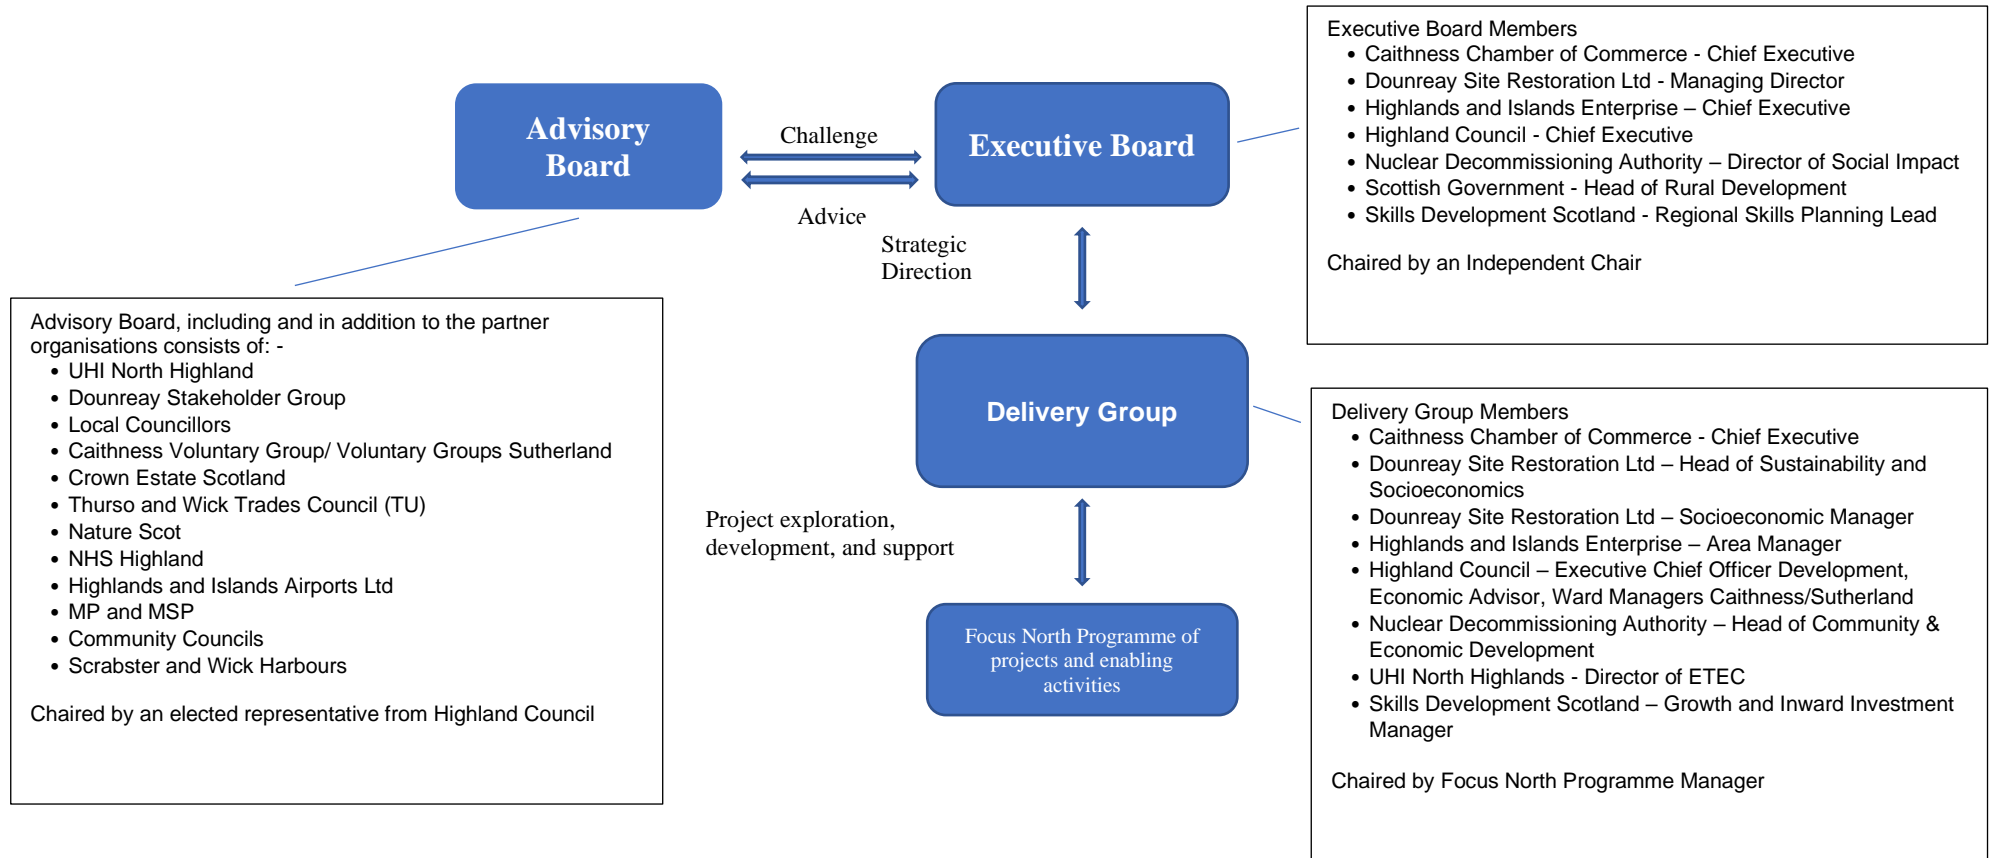 Executive Board Members
• Caithness Chamber of Commerce - Chief Executive
• Dounreay Site Restoration Ltd - Managing Director
• Highlands and Islands Enterprise – Chief Executive
• Highland Council - Chief Executive
• Nuclear Decommissioning Authority – Director of Social Impact
• Scottish Government - Head of Rural Development
• Skills Development Scotland - Regional Skills Planning Lead
Chaired by an Independent Chair
Advisory
Board
Challenge
Advice
Executive Board
Strategic
Direction
Advisory Board, including and in addition to the partner
organisations consists of: -
• UHI North Highland
• Dounreay Stakeholder Group
• Local Councillors
• Caithness Voluntary Group/ Voluntary Groups Sutherland
• Crown Estate Scotland
• Thurso and Wick Trades Council (TU)
• Nature Scot
• NHS Highland
• Highlands and Islands Airports Ltd
• MP and MSP
• Community Councils
• Scrabster and Wick Harbours
Chaired by an elected representative from Highland Council
Delivery Group
Project exploration,
development, and support
Focus North Programme of
projects and enabling
activities
Delivery Group Members
• Caithness Chamber of Commerce - Chief Executive
• Dounreay Site Restoration Ltd – Head of Sustainability and
Socioeconomics
• Dounreay Site Restoration Ltd – Socioeconomic Manager
• Highlands and Islands Enterprise – Area Manager
• Highland Council – Executive Chief Officer Development,
Economic Advisor, Ward Managers Caithness/Sutherland
• Nuclear Decommissioning Authority – Head of Community &
Economic Development
• UHI North Highlands - Director of ETEC
• Skills Development Scotland – Growth and Inward Investment
Manager
Chaired by Focus North Programme Manager